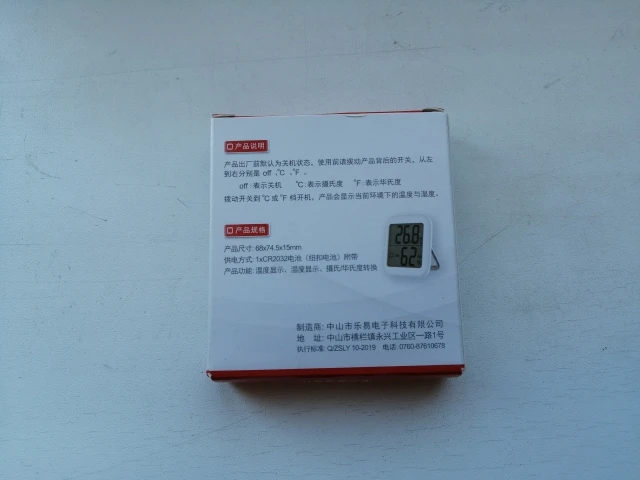 产品说明
产品出厂前默认为关机状态，使用前请拨动产品背后的开关，从左
到右分别是 off 、℃ 、℉ 。
off :表示关机 ℃: 表示摄氏度 ℉ : 表示华氏度
拨动开关到 ℃ 或 ℉ 档开机，产品会显示当前环境下的温度与湿度。
产品规格
产品尺寸: 68x74.5x15mm
供电方式: 1xCR2032电池（纽扣电池）附带
产品功能: 温度显示、湿度显示、摄氏/华氏度转换
26.8
62
制造商: 中山市乐易电子科技有限公司
地 址: 中山市横栏镇永兴工业区一路1号
执行标准: Q/ZSLY 10-2019 电话: 0760-87619678